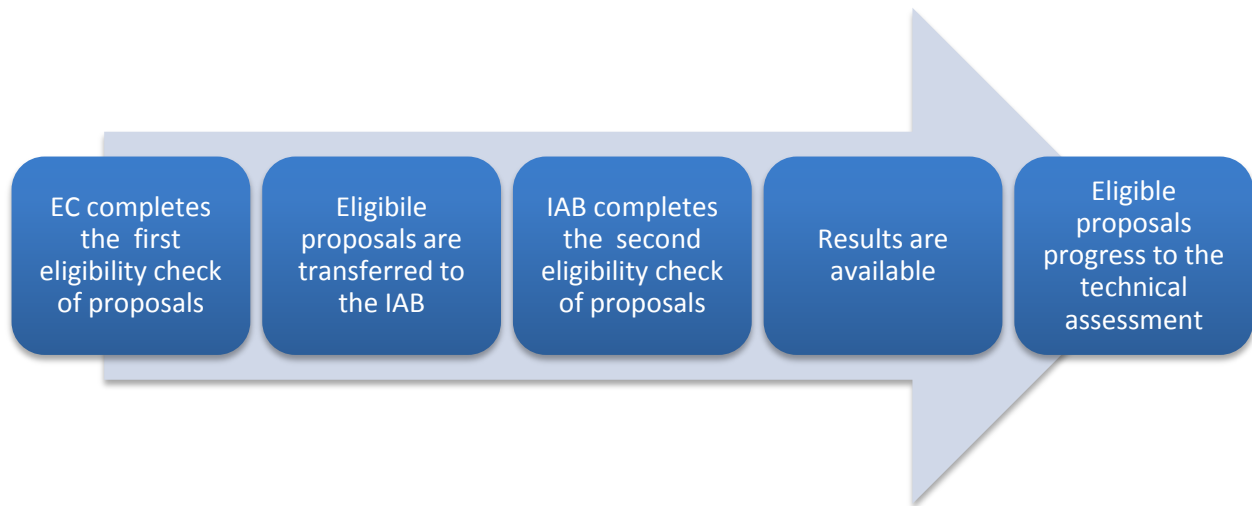 EC completes
the first
eligibility check
of proposals
Eligibile
proposals are
transferred to
the IAB
IAB completes
the second
eligibility check
of proposals
Results are
available
Eligible
proposals
progress to the
technical
assessment